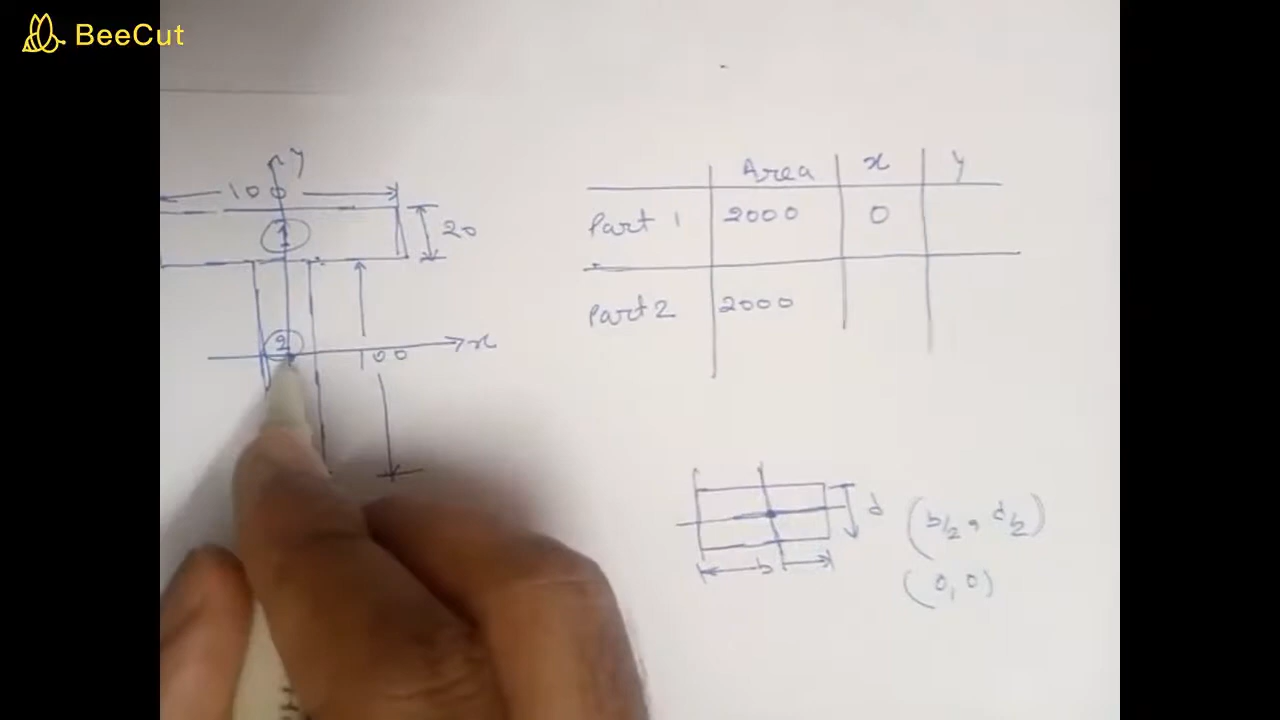 BeeCut
y
100
1
20
2
x
100
Area x y
Part 1 2000 0
Part 2 2000
d
b
(b/2, d/2)
(0, 0)